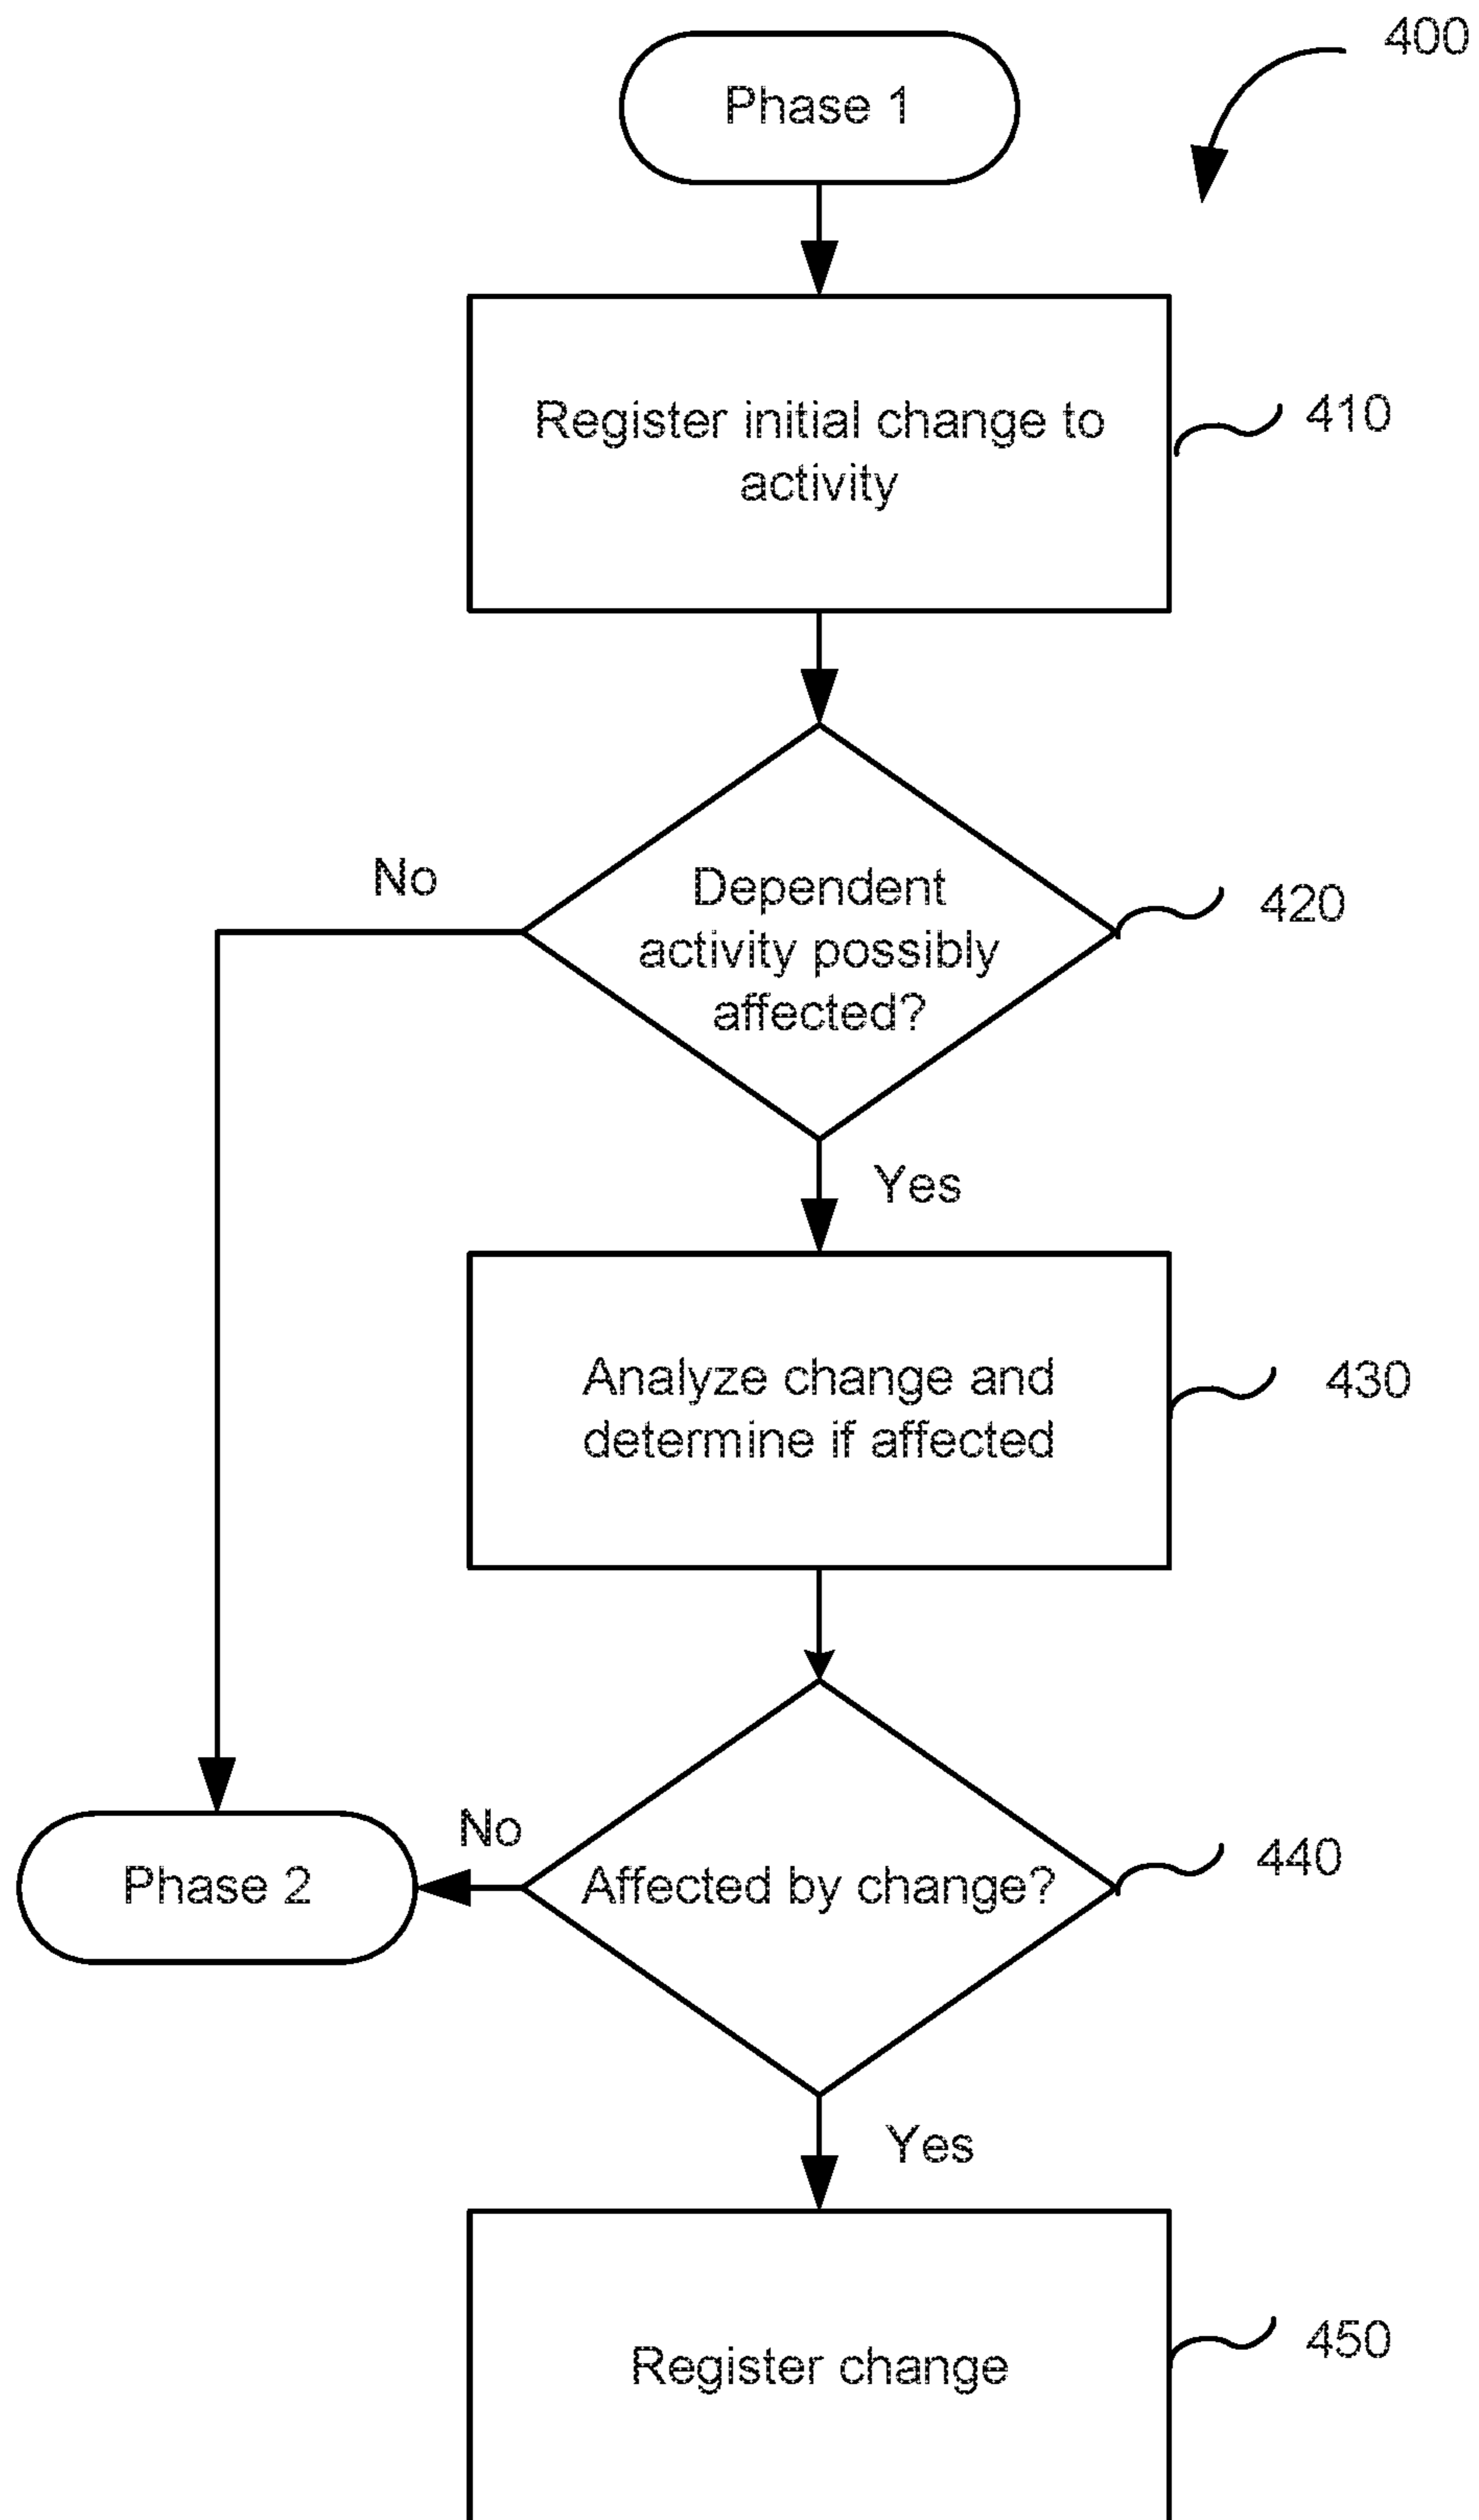 400
Phase 1
Register initial change to
activity
410
No
Dependent
activity possibly
affected?
420
Yes
Analyze change and
determine if affected
430
No
Phase 2
Affected by change?
440
Yes
Register change
450